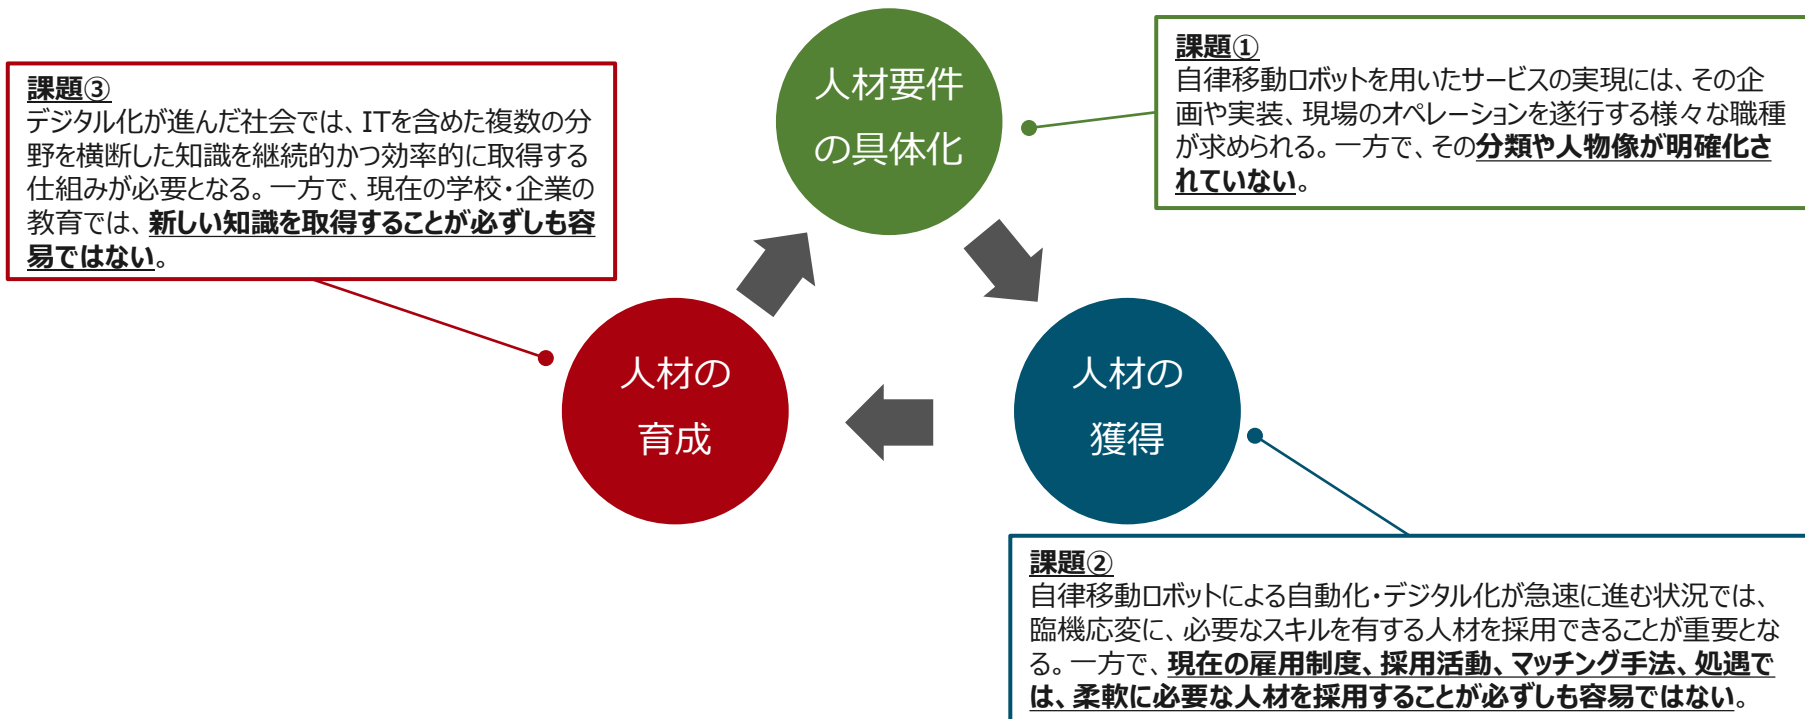 人材要件
の具体化
課題①
自律移動ロボットを用いたサービスの実現には、その企
画や実装、現場のオペレーションを遂行する様々な職種
が求められる。一方で、その分類や人物像が明確化さ
れていない。
課題③
デジタル化が進んだ社会では、ITを含めた複数の分
野を横断した知識を継続的かつ効率的に取得する
仕組みが必要となる。一方で、現在の学校・企業の
教育では、新しい知識を取得することが必ずしも容
易ではない。
人材の
育成
人材の
獲得
課題②
自律移動ロボットによる自動化・デジタル化が急速に進む状況では、
臨機応変に、必要なスキルを有する人材を採用できることが重要とな
る。一方で、現在の雇用制度、採用活動、マッチング手法、処遇で
は、柔軟に必要な人材を採用することが必ずしも容易ではない。